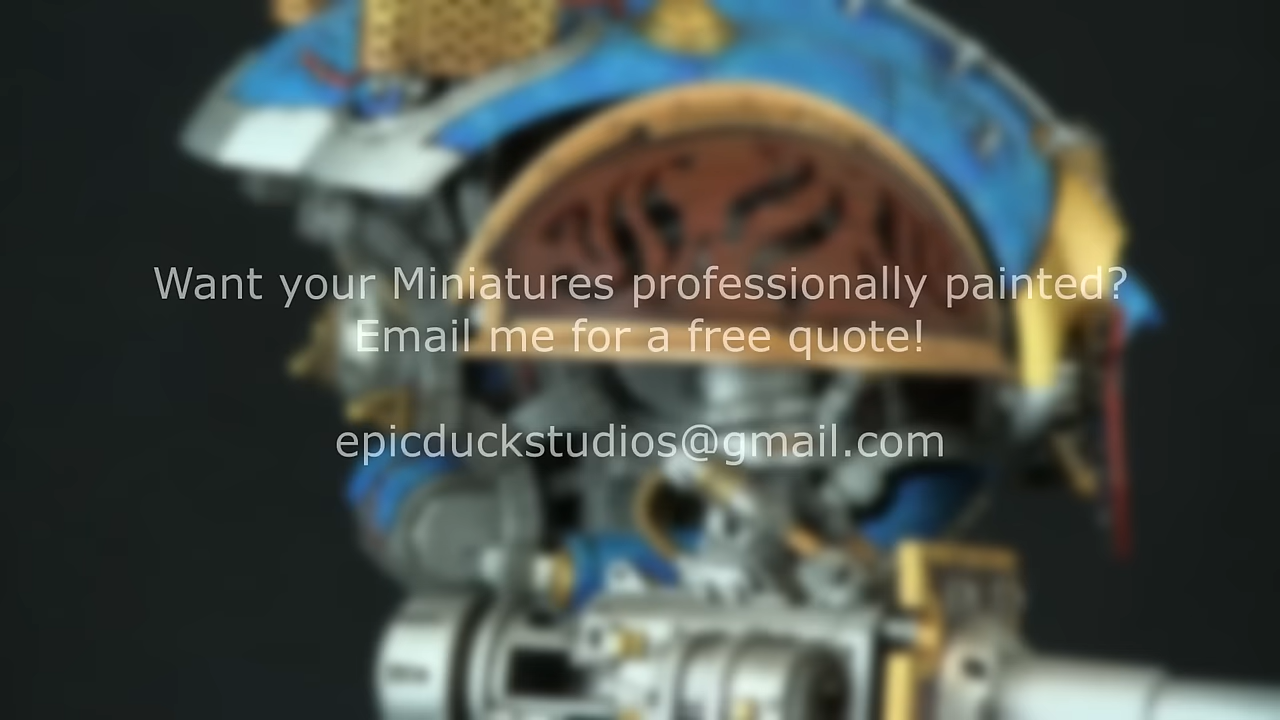 Want your Miniatures professionally painted?
Email me for a free quote!
epicduckstudios@gmail.com